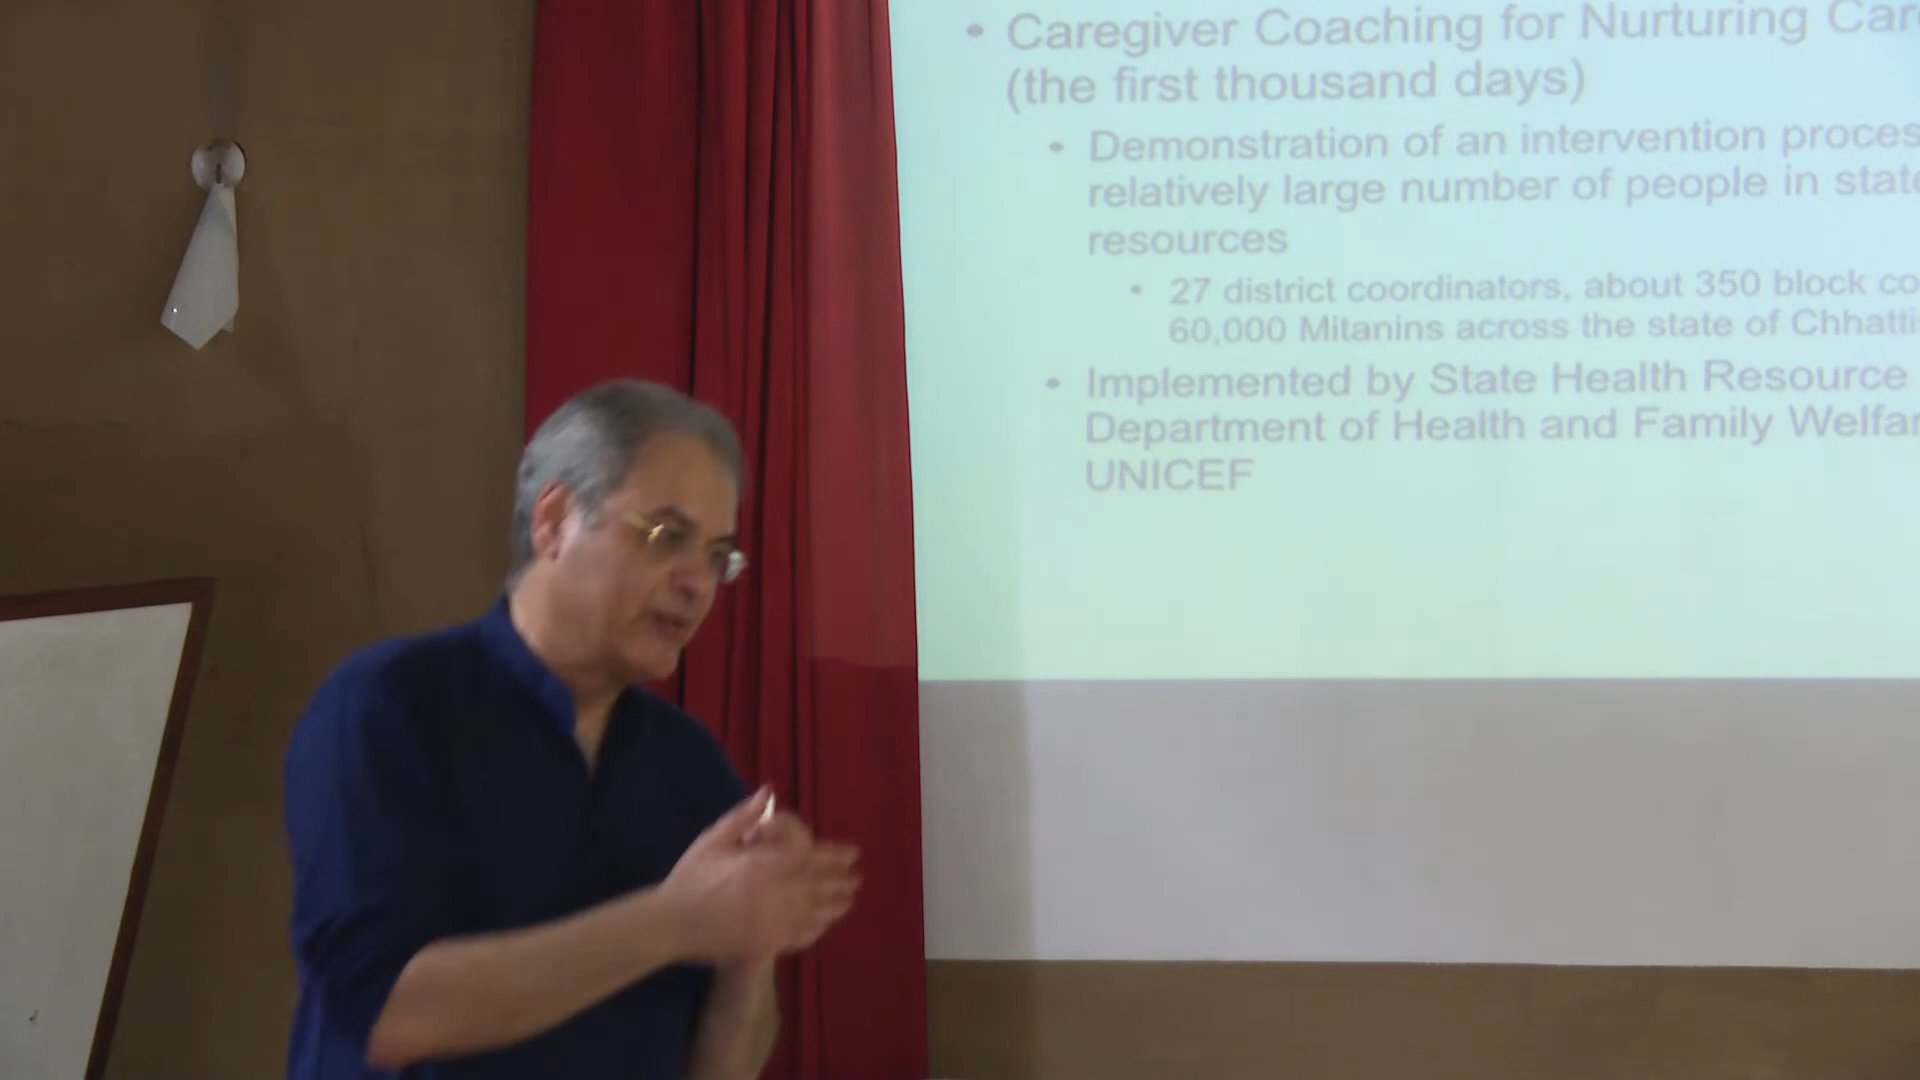 • Caregiver Coaching for Nurturing
(the first thousand days)
• Demonstration of an intervention
relatively large number of people in
resources
• 27 district coordinators, about 350 block
60,000 Mitanins across the state of
• Implemented by State Health Resource
Department of Health and Family
UNICEF